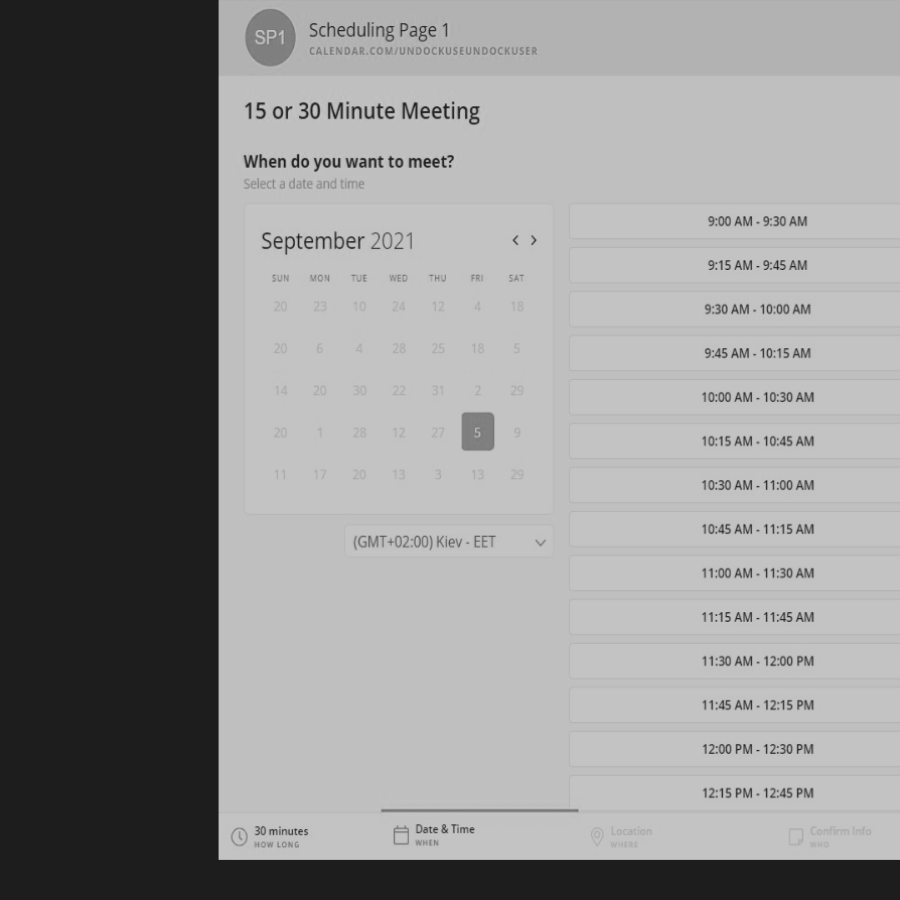 SP1
Scheduling Page 1
CALENDAR.COM/UNDOCKUSEUNDOCKUSER
15 or 30 Minute Meeting
When do you want to meet?
Select a date and time
September 2021
SUN MON TUE WED THU FRI SAT
20 23 10 24 12 4 18
20 6 4 28 25 18 5
14 20 30 22 31 2 29
20 1 28 12 27 5 9
11 17 20 13 3 13 29
(GMT+02:00) Kiev - EET
9:00 AM - 9:30 AM
9:15 AM - 9:45 AM
9:30 AM - 10:00 AM
9:45 AM - 10:15 AM
10:00 AM - 10:30 AM
10:15 AM - 10:45 AM
10:30 AM - 11:00 AM
10:45 AM - 11:15 AM
11:00 AM - 11:30 AM
11:15 AM - 11:45 AM
11:30 AM - 12:00 PM
11:45 AM - 12:15 PM
12:00 PM - 12:30 PM
12:15 PM - 12:45 PM
30 minutes
HOW LONG
Date & Time
WHEN
Location
WHERE
Confirm Info
WHO